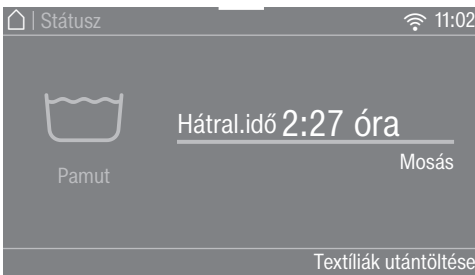 | Státusz 11:02
Hátral.idő 2:27 óra
Mosás
Pamut
Textíliák utántöltése